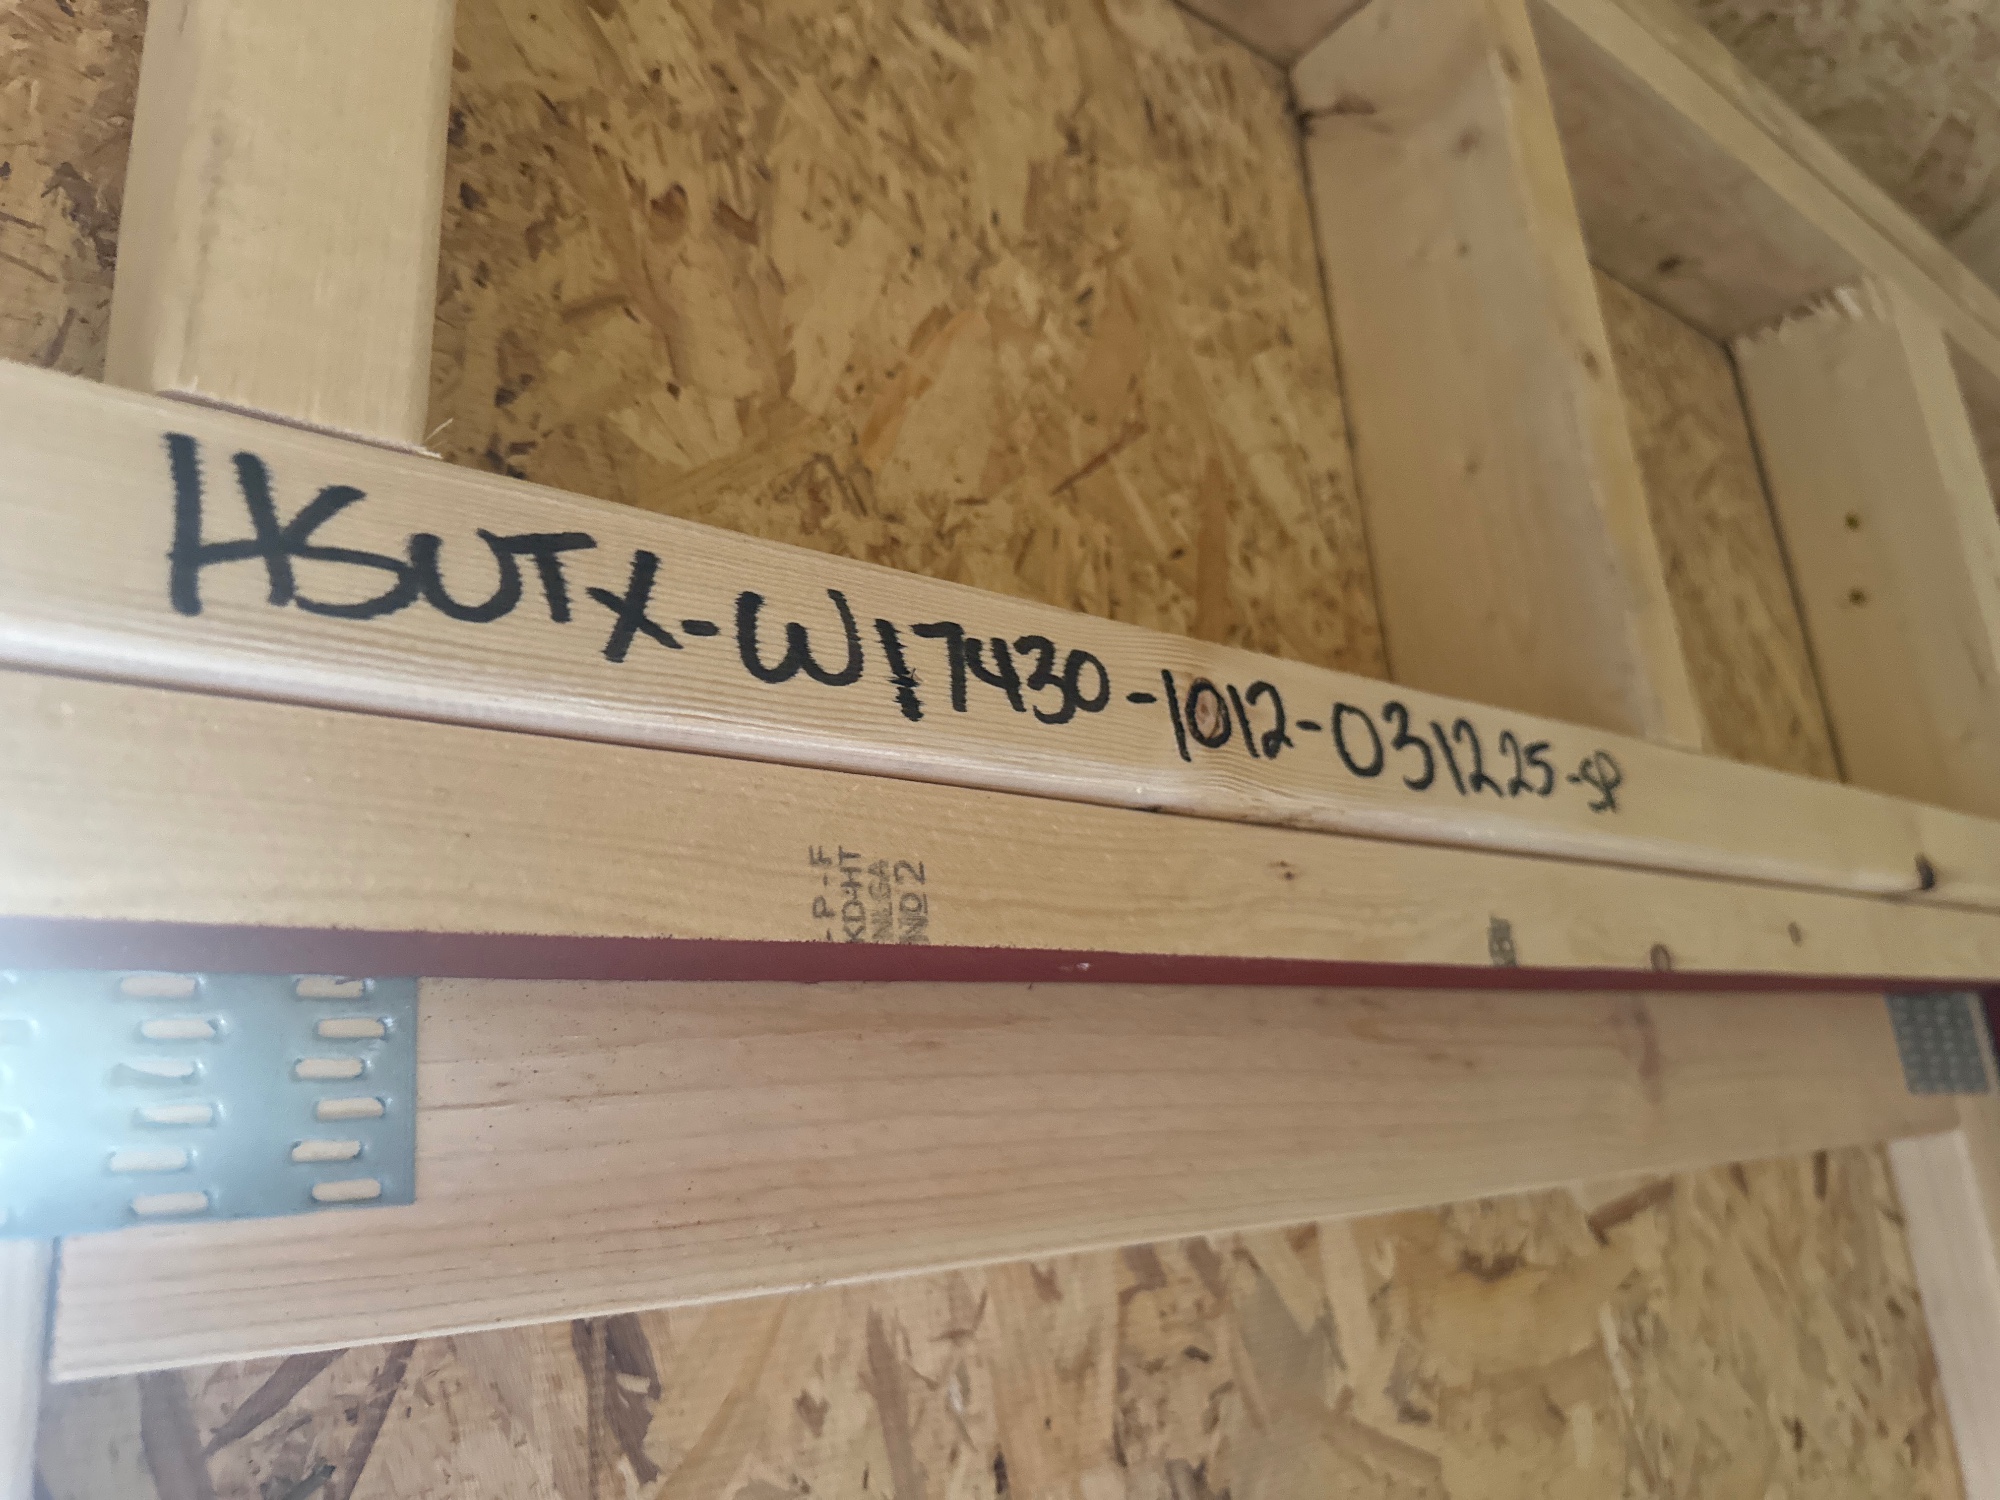 HSUTX-W17430-1012-031225-SP
-P-F
KD-HT
NLGA
NO 2